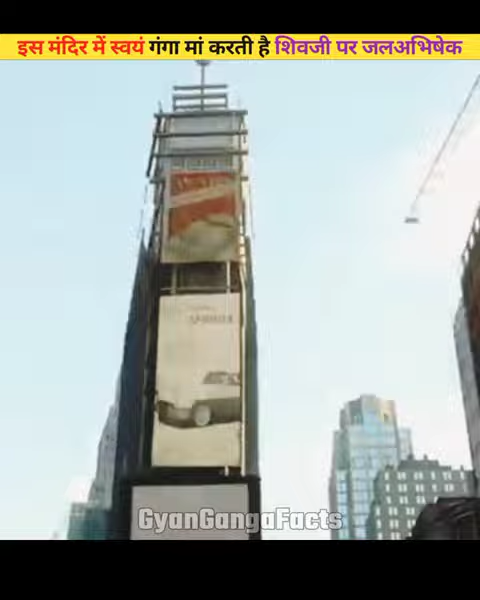 इस मंदिर में स्वयं गंगा मां करती है शिवजी पर जलअभिषेक
GyanGangaFacts